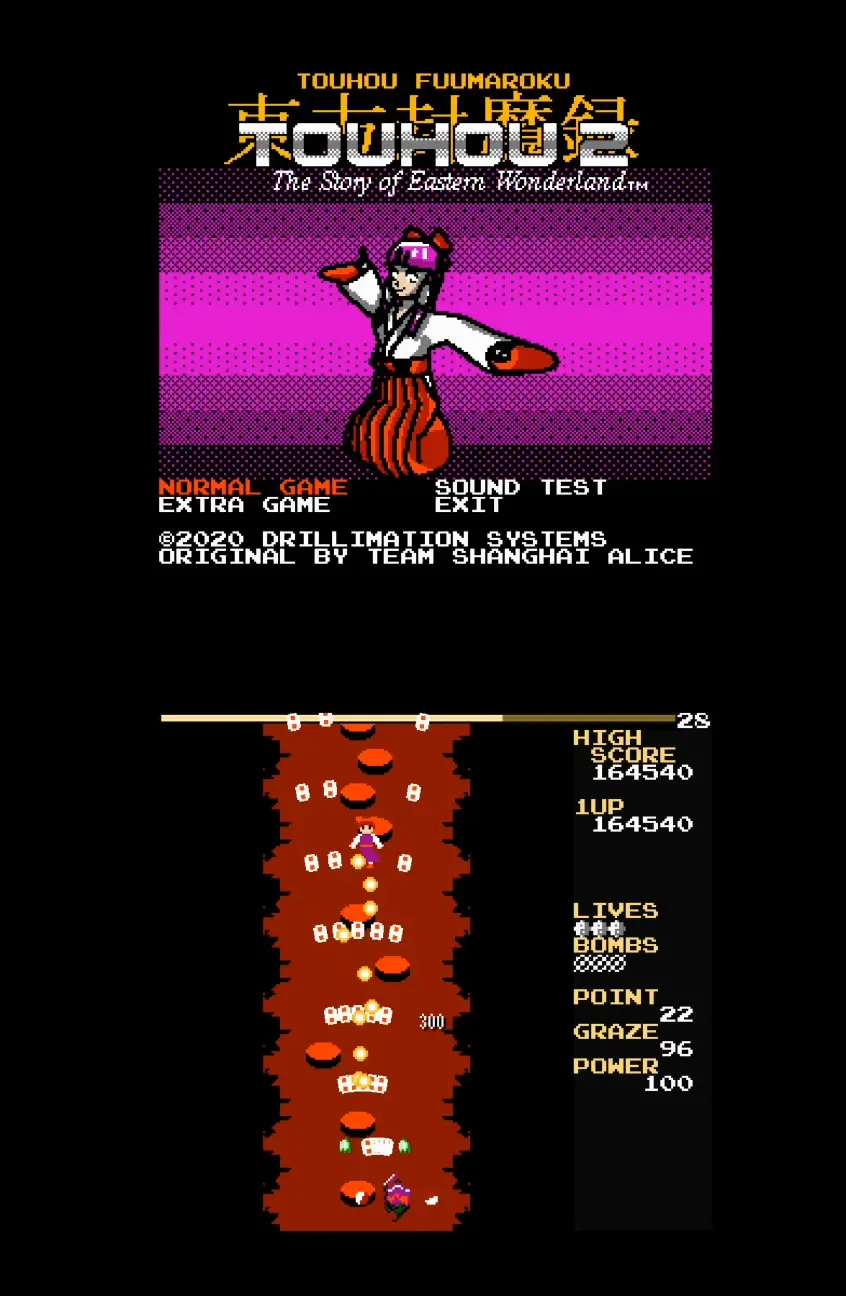 TOUHOU FUUMAROKU
東方封魔録
TOUHOU 2
The Story of Eastern Wonderland™
NORMAL GAME
SOUND TEST
EXTRA GAME
EXIT
©2020 DRILLIMATION SYSTEMS
ORIGINAL BY TEAM SHANGHAI ALICE
28
HIGH
SCORE
164540
1UP
164540
LIVES
BOMBS
POINT
22
300
GRAZE
96
POWER
100